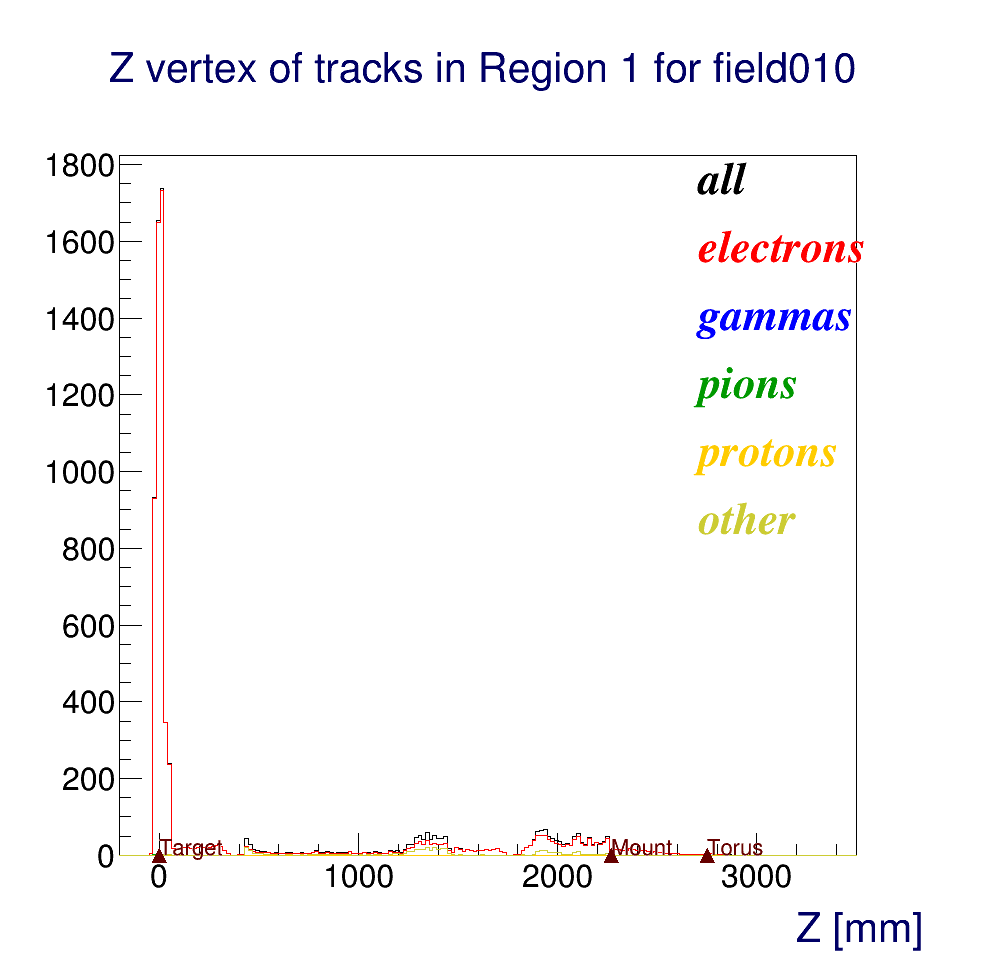 Z vertex of tracks in Region 1 for field010
1800
1600
1400
1200
1000
800
600
400
200
0
all
electrons
gammas
pions
protons
other
Target
Mount
Torus
0
1000
2000
3000
Z [mm]